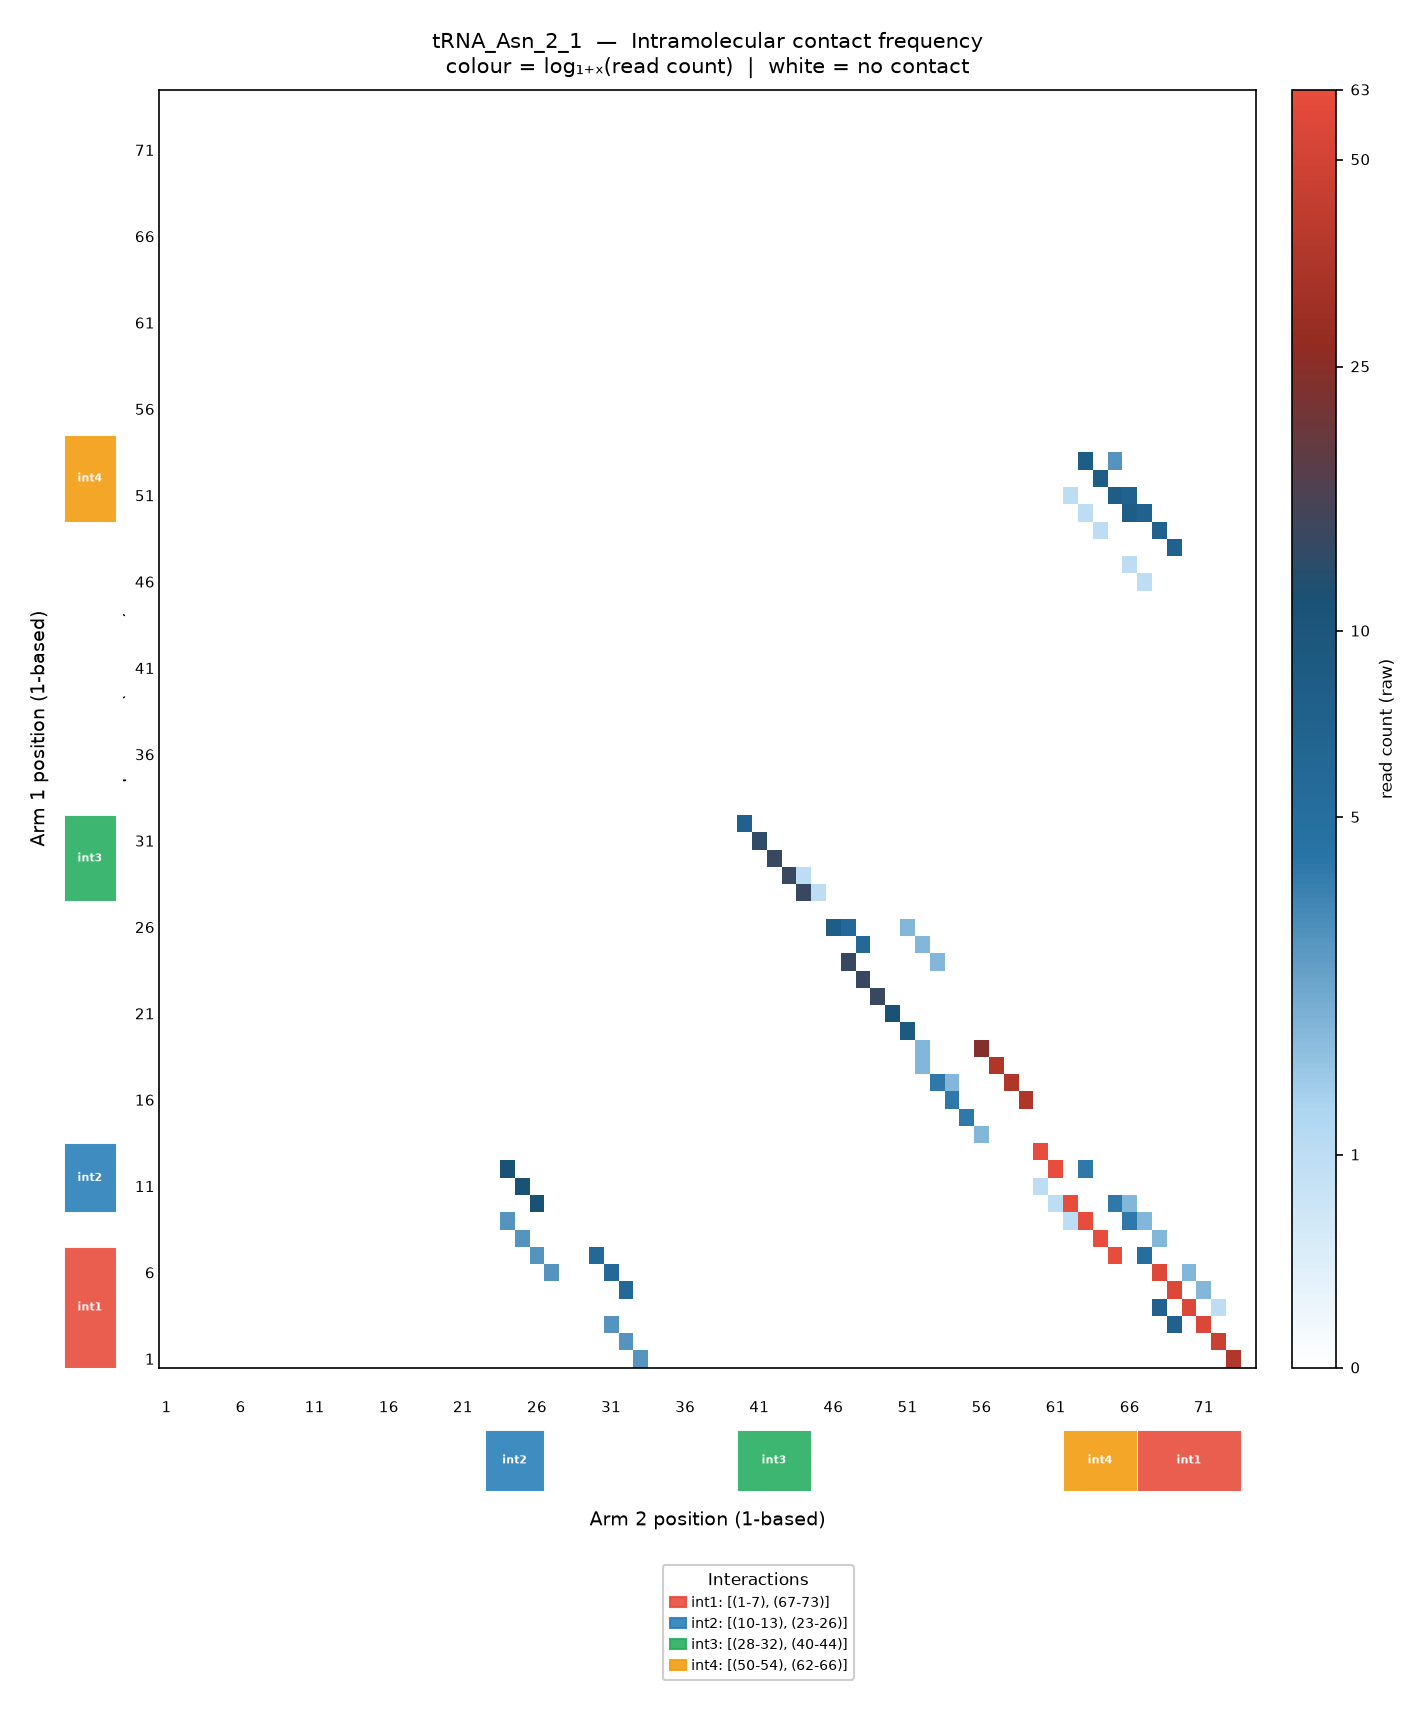 tRNA_Asn_2_1 — Intramolecular contact frequency
colour = log₁₊ₓ(read count) | white = no contact
71
66
61
56
51
46
41
36
31
26
21
16
11
6
1
int4
int3
int2
int1
Arm 1 position (1-based)
63
50
25
10
5
1
0
read count (raw)
1 6 11 16 21 26 31 36 41 46 51 56 61 66 71
int2 int3 int4 int1
Arm 2 position (1-based)
Interactions
int1: [(1-7), (67-73)]
int2: [(10-13), (23-26)]
int3: [(28-32), (40-44)]
int4: [(50-54), (62-66)]